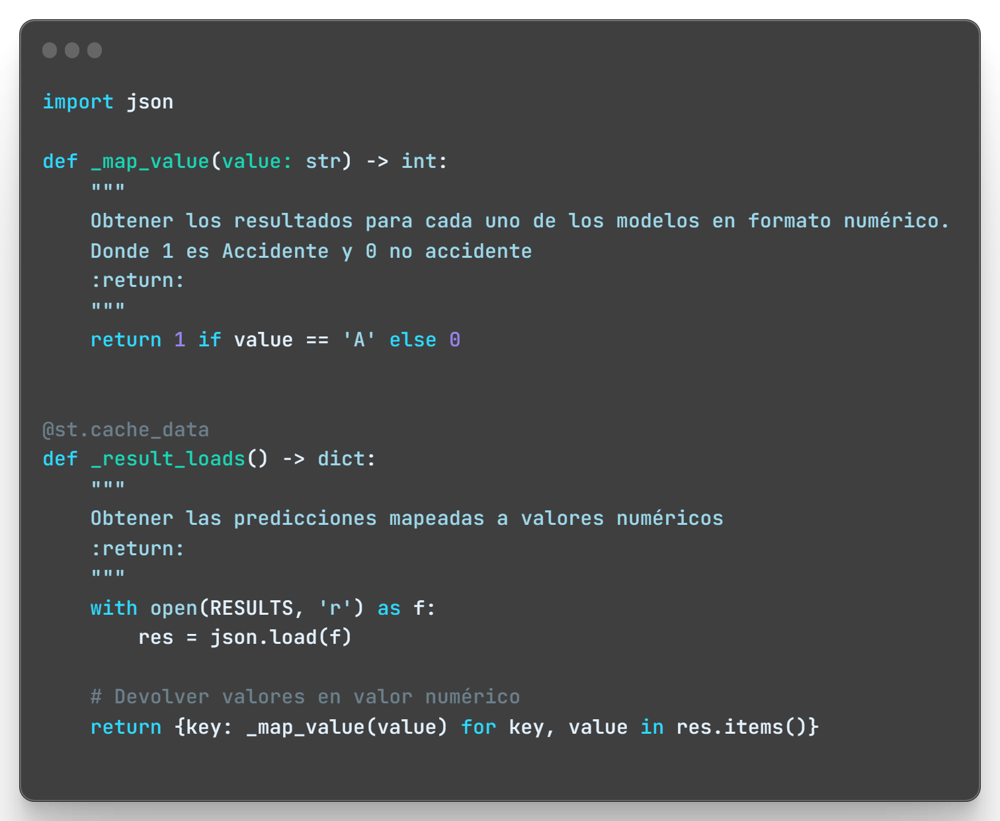 import json
def _map_value(value: str) -> int:
"""
Obtener los resultados para cada uno de los modelos en formato numérico.
Donde 1 es Accidente y 0 no accidente
:return:
"""
return 1 if value == 'A' else 0
@st.cache_data
def _result_loads() -> dict:
"""
Obtener las predicciones mapeadas a valores numéricos
:return:
"""
with open(RESULTS, 'r') as f:
res = json.load(f)
# Devolver valores en valor numérico
return {key: _map_value(value) for key, value in res.items()}